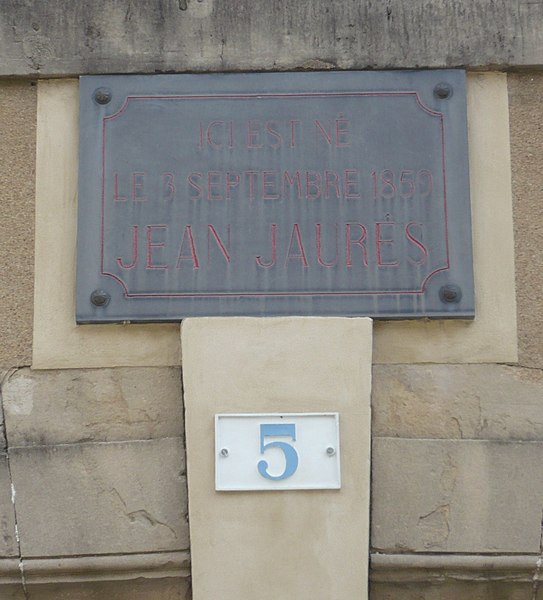 ICI EST NÉ
LE 3 SEPTEMBRE 1859
JEAN JAURÈS
5